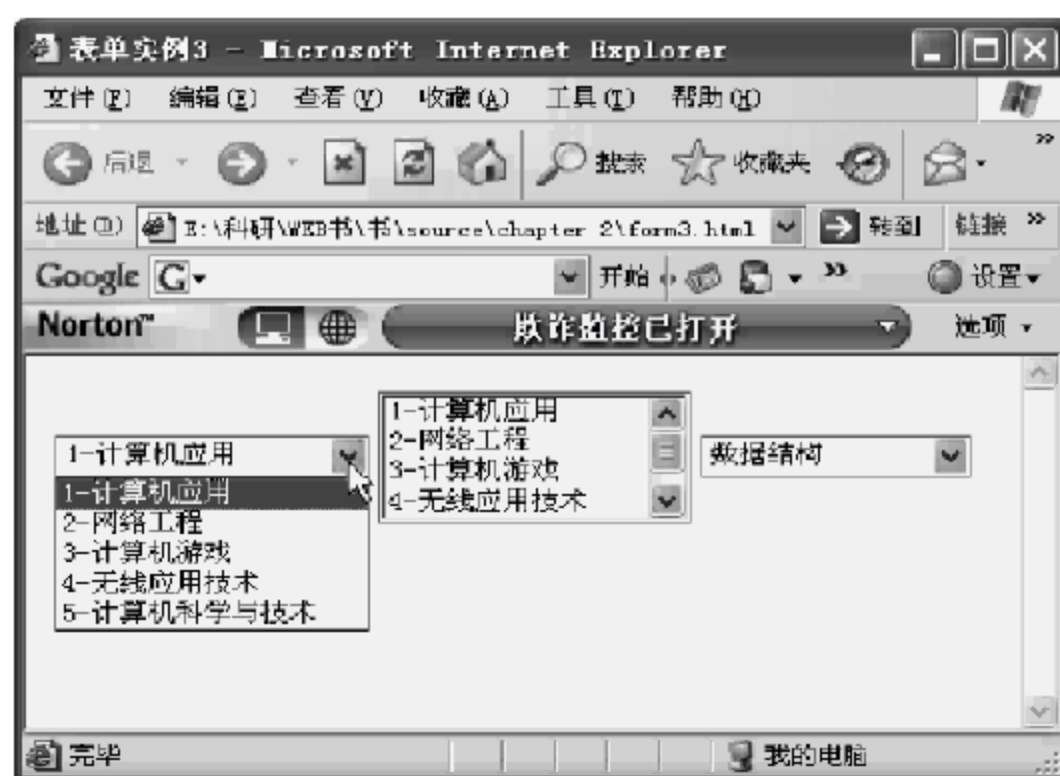 表单实例3 - Microsoft Internet Explorer
文件(F) 编辑(E) 查看(V) 收藏(A) 工具(T) 帮助(H)
后退 搜索 收藏夹 »
地址(D) E:\科研\WEB书\书\source\chapter 2\form3.html 转到 链接 »
Google G 开始 » 设置
Norton™ 欺诈监控已打开 选项
1-计算机应用
1-计算机应用
2-网络工程
3-计算机游戏
4-无线应用技术
5-计算机科学与技术
1-计算机应用
2-网络工程
3-计算机游戏
4-无线应用技术
数据结构
完毕 我的电脑